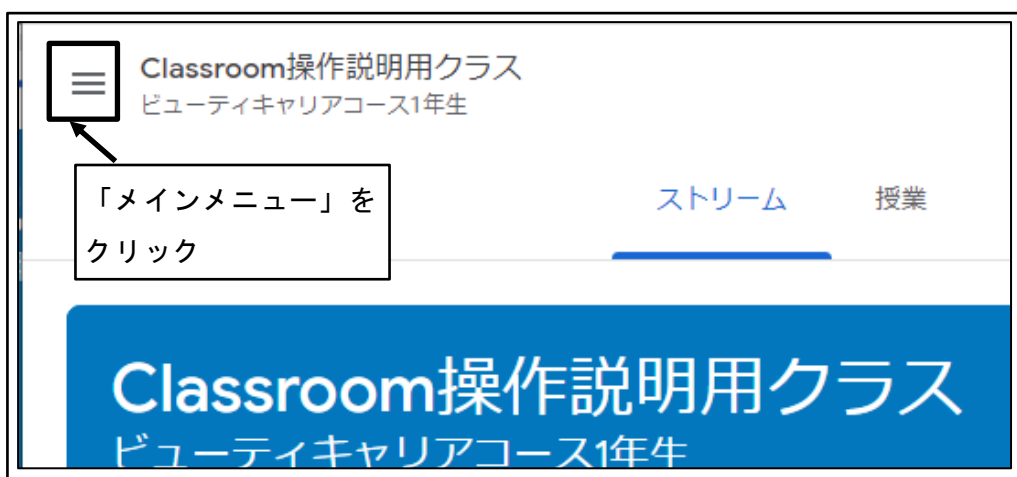 Classroom操作説明用クラス
ビューティキャリアコース1年生
「メインメニュー」を
クリック
ストリーム
授業
Classroom操作説明用クラス
ビューティキャリアコース1年生